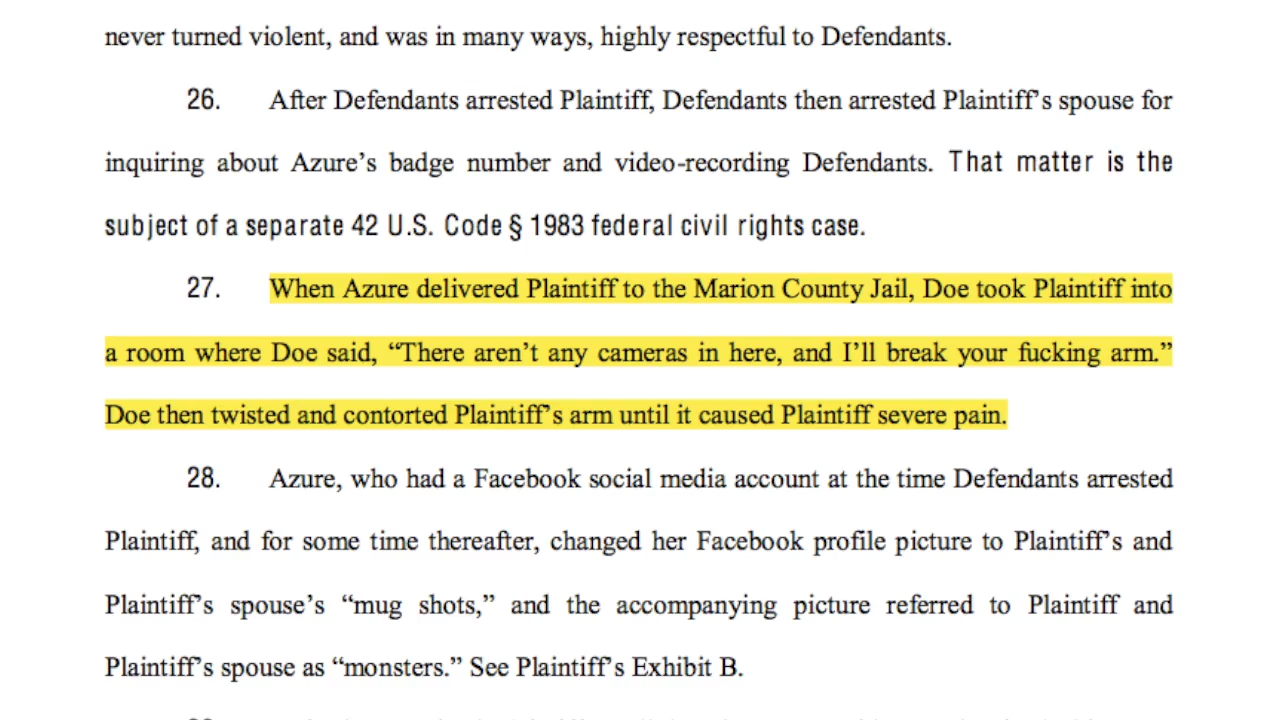 never turned violent, and was in many ways, highly respectful to Defendants.
26. After Defendants arrested Plaintiff, Defendants then arrested Plaintiff's spouse for
inquiring about Azure's badge number and video-recording Defendants. That matter is the
subject of a separate 42 U.S. Code § 1983 federal civil rights case.
27. When Azure delivered Plaintiff to the Marion County Jail, Doe took Plaintiff into
a room where Doe said, “There aren't any cameras in here, and I'll break your fucking arm.”
Doe then twisted and contorted Plaintiff's arm until it caused Plaintiff severe pain.
28. Azure, who had a Facebook social media account at the time Defendants arrested
Plaintiff, and for some time thereafter, changed her Facebook profile picture to Plaintiff's and
Plaintiff's spouse's “mug shots,” and the accompanying picture referred to Plaintiff and
Plaintiff's spouse as “monsters.” See Plaintiff's Exhibit B.